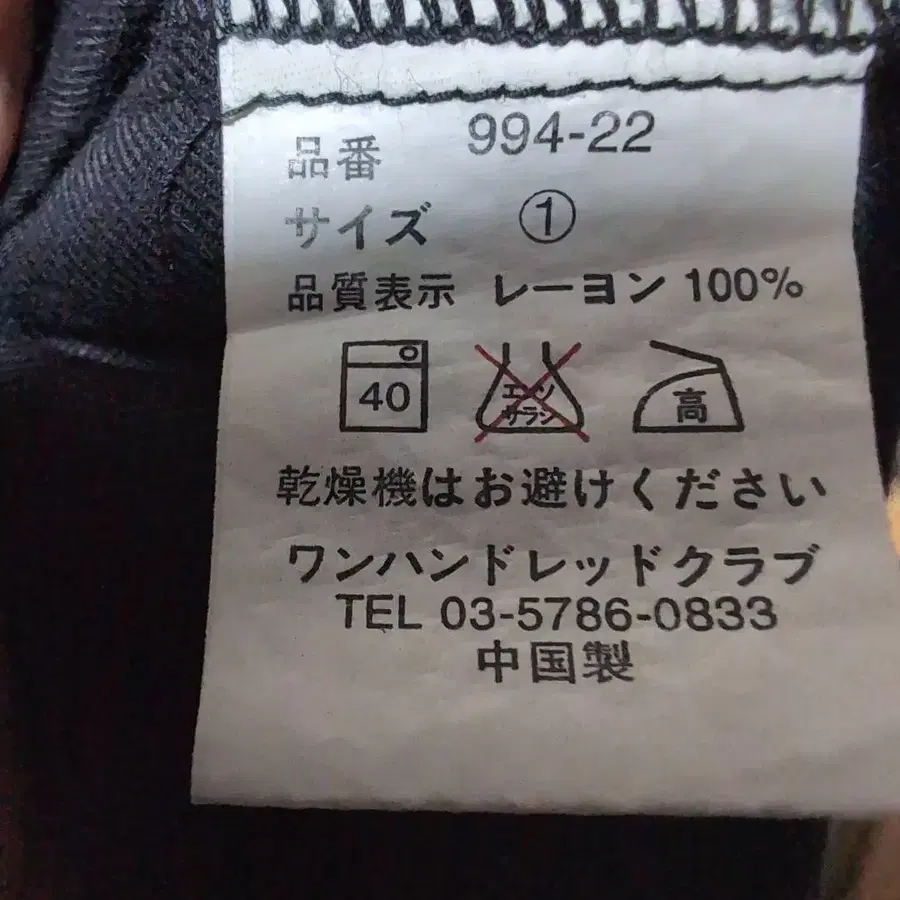 品番 994-22
サイズ ①
品質表示 レーヨン 100%
40 エンソ 高
サラシ
乾燥機はお避けください
ワンハンドレッドクラブ
TEL 03-5786-0833
中国製